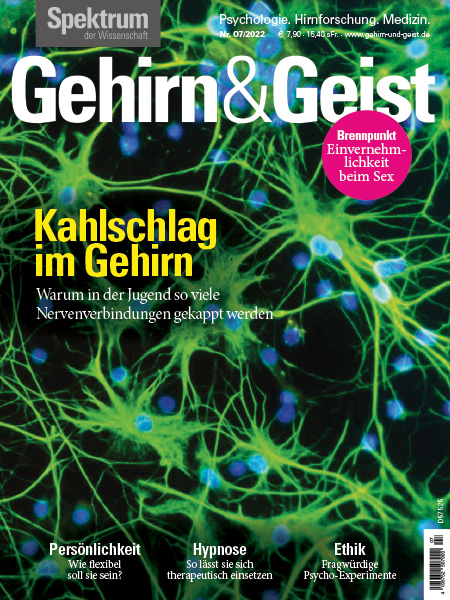 Spektrum
der Wissenschaft
Psychologie. Hirnforschung. Medizin.
Nr. 07/2022 € 7,90 · 15,40 sFr. · www.gehirn-und-geist.de
Gehirn&Geist
Brennpunkt
Einvernehm-
lichkeit
beim Sex
Kahlschlag
im Gehirn
Warum in der Jugend so viele
Nervenverbindungen gekappt werden
Persönlichkeit
Wie flexibel
soll sie sein?
Hypnose
So lässt sie sich
therapeutisch einsetzen
Ethik
Fragwürdige
Psycho-Experimente
D57525
07